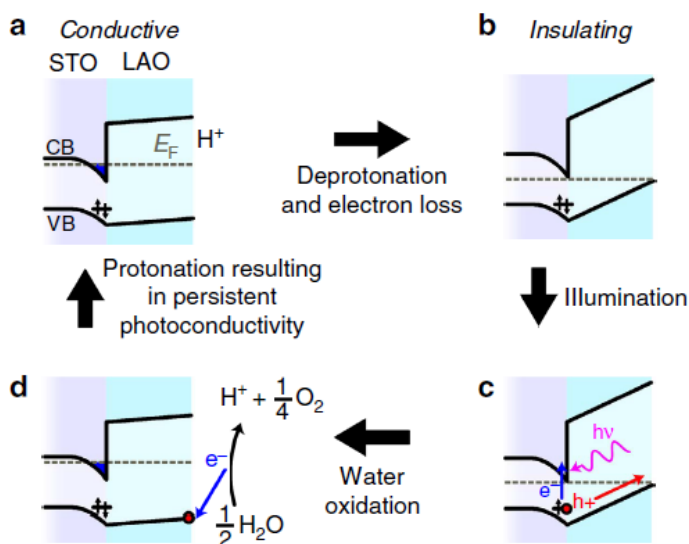 a Conductive
STO LAO
CB
E_F
H⁺
VB
Deprotonation
and electron loss
b Insulating
Illumination
c
hν
e⁻
h+
Water
oxidation
d
H⁺ + 1/4 O₂
e⁻
1/2 H₂O
Protonation resulting
in persistent
photoconductivity